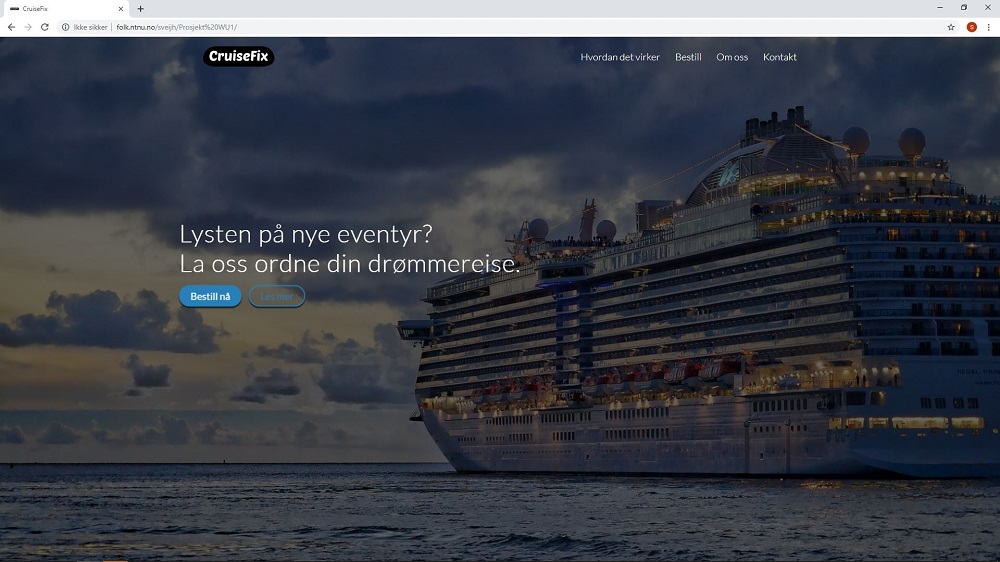 CruiseFix
Ikke sikker | folk.ntnu.no/sveijh/Prosjekt%20WU1/
S
CruiseFix
Hvordan det virker Bestill Om oss Kontakt
Lysten på nye eventyr?
La oss ordne din drømmereise.
Bestill nå Les mer